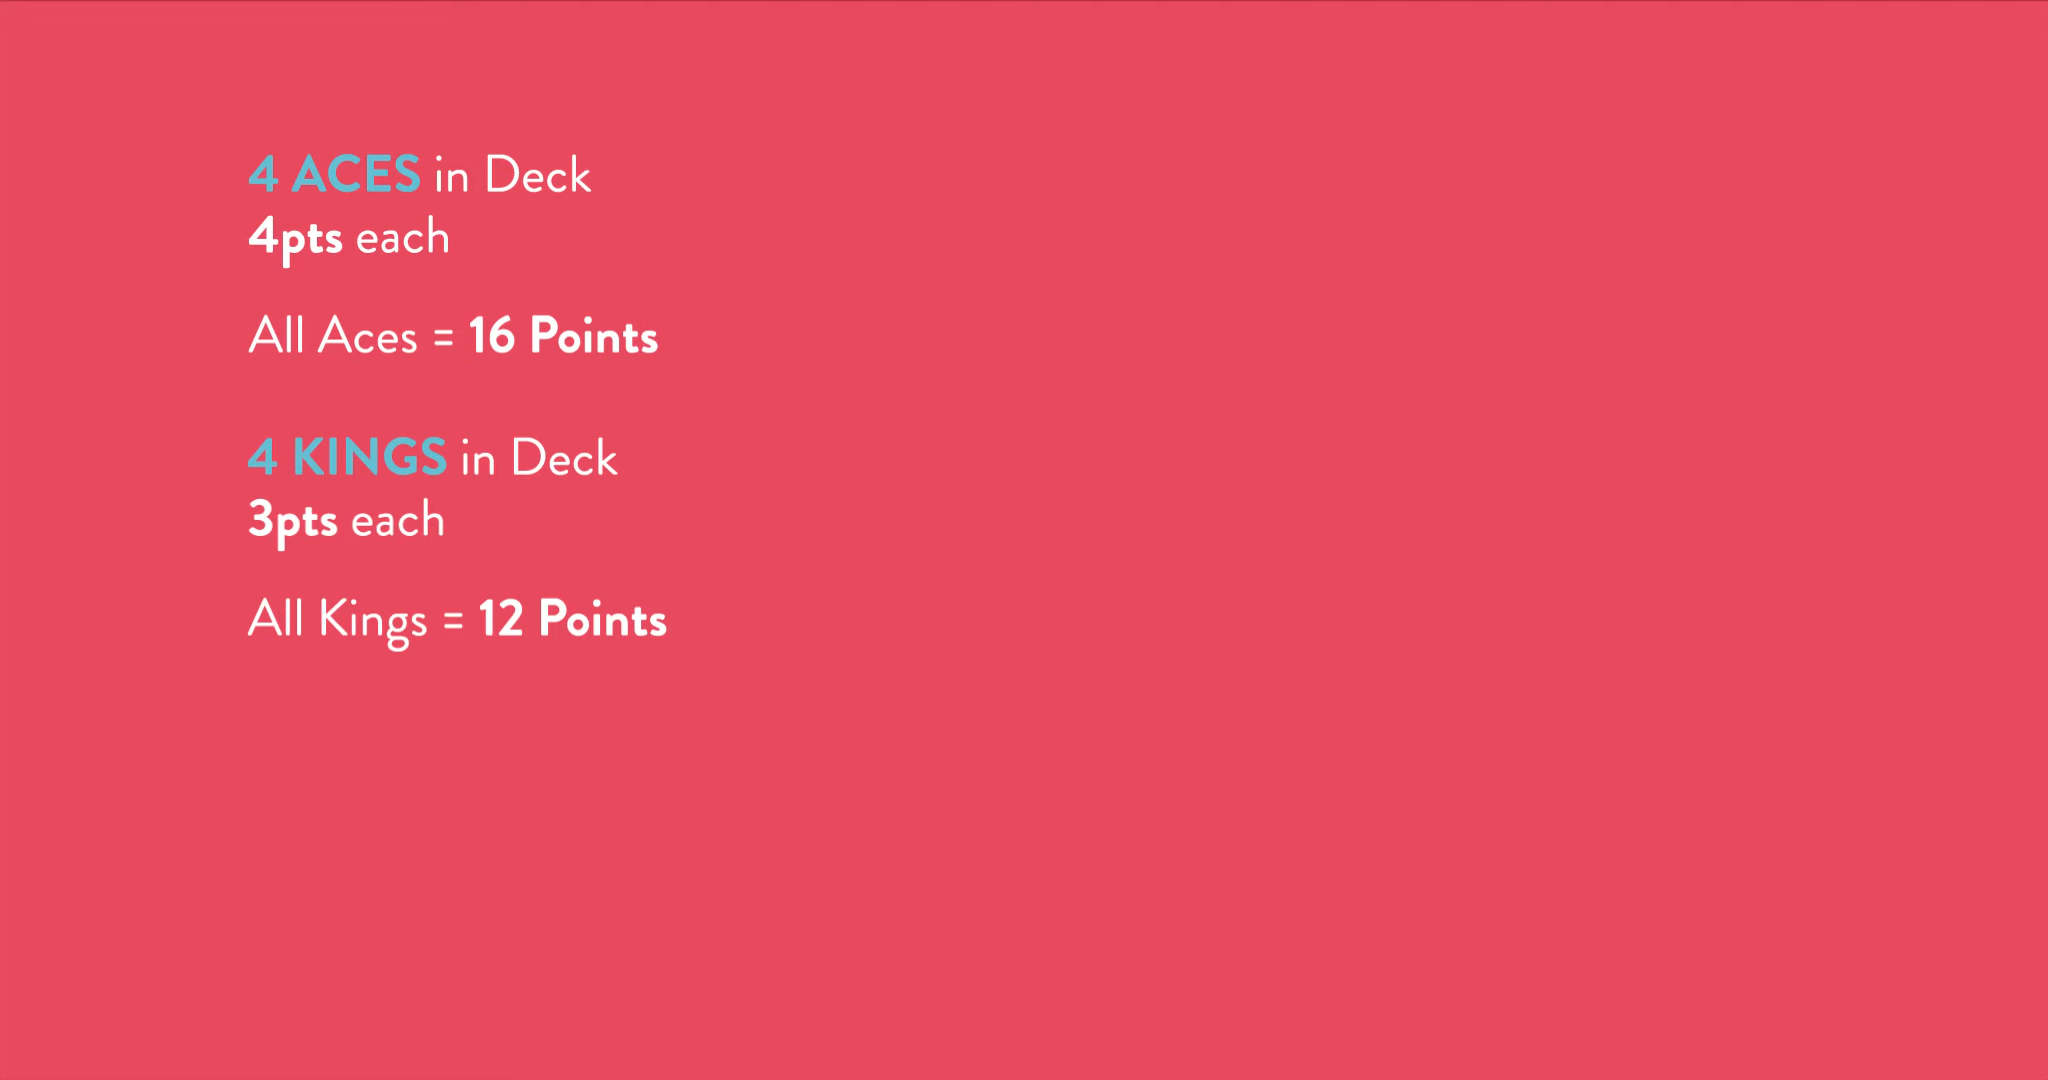 4 ACES in Deck
4pts each
All Aces = 16 Points
4 KINGS in Deck
3pts each
All Kings = 12 Points